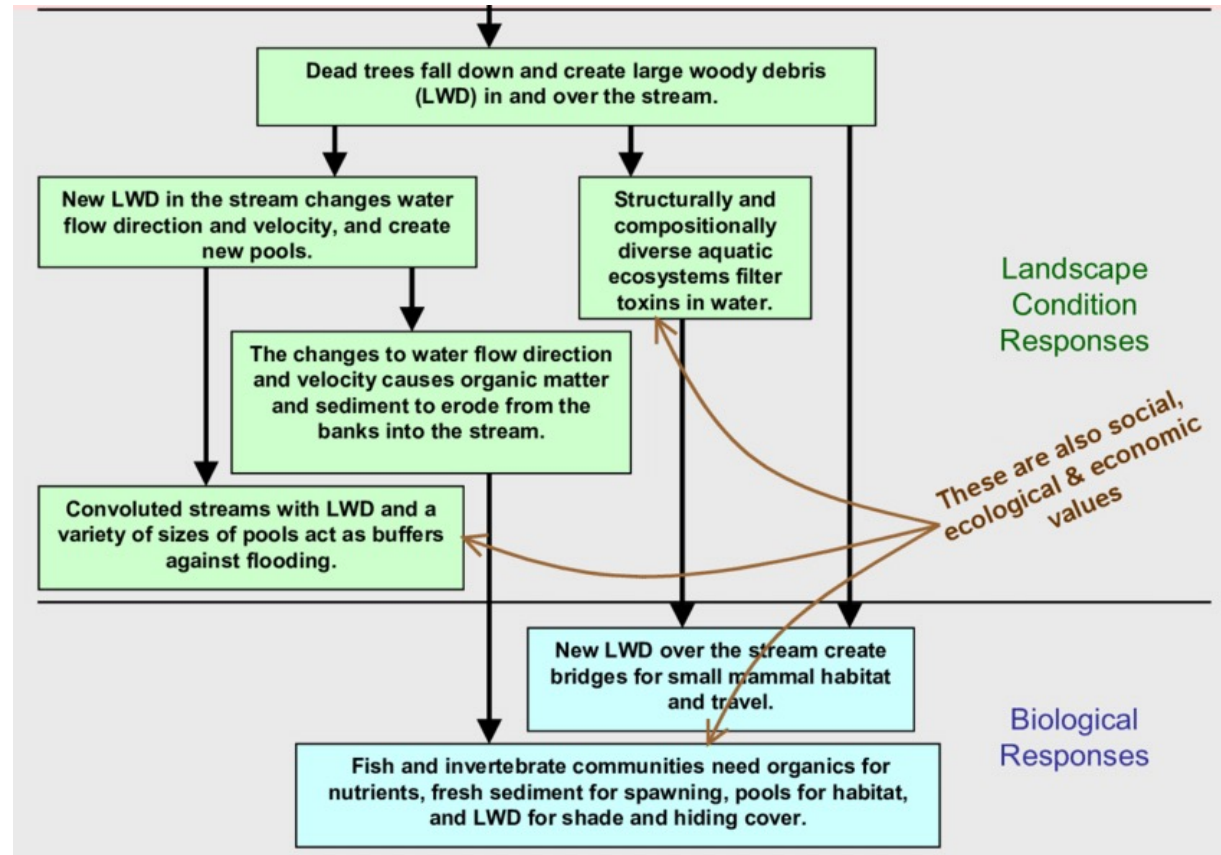 Dead trees fall down and create large woody debris
(LWD) in and over the stream.
New LWD in the stream changes water
flow direction and velocity, and create
new pools.
Structurally and
compositionally
diverse aquatic
ecosystems filter
toxins in water.
Landscape
Condition
Responses
The changes to water flow direction
and velocity causes organic matter
and sediment to erode from the
banks into the stream.
These are also social,
ecological & economic
values
Convoluted streams with LWD and a
variety of sizes of pools act as buffers
against flooding.
New LWD over the stream create
bridges for small mammal habitat
and travel.
Biological
Responses
Fish and invertebrate communities need organics for
nutrients, fresh sediment for spawning, pools for habitat,
and LWD for shade and hiding cover.